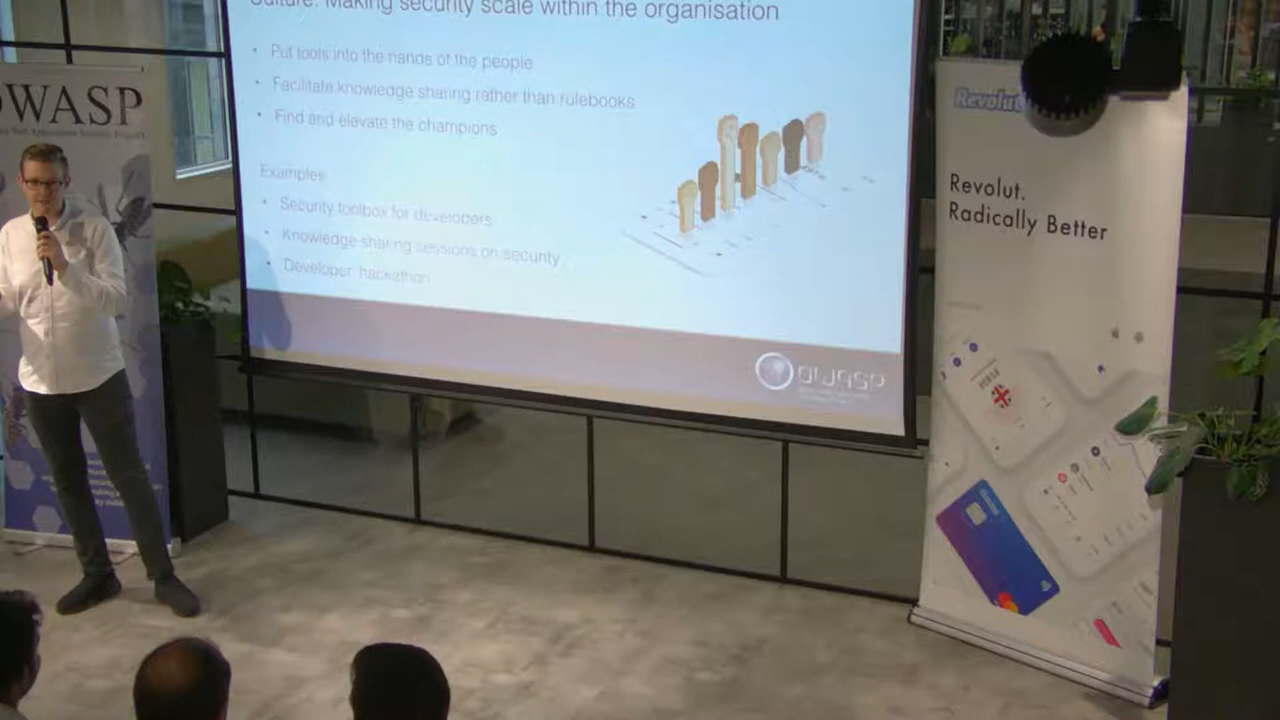 Culture: Making security scale within the organisation
Put tools into the hands of the people
Facilitate knowledge sharing rather than rulebooks
Find and elevate the champions
Examples
Security toolbox for developers
Knowledge sharing sessions on security
Developer hackathon
owasp
OWASP
Revolut
Revolut.
Radically Better